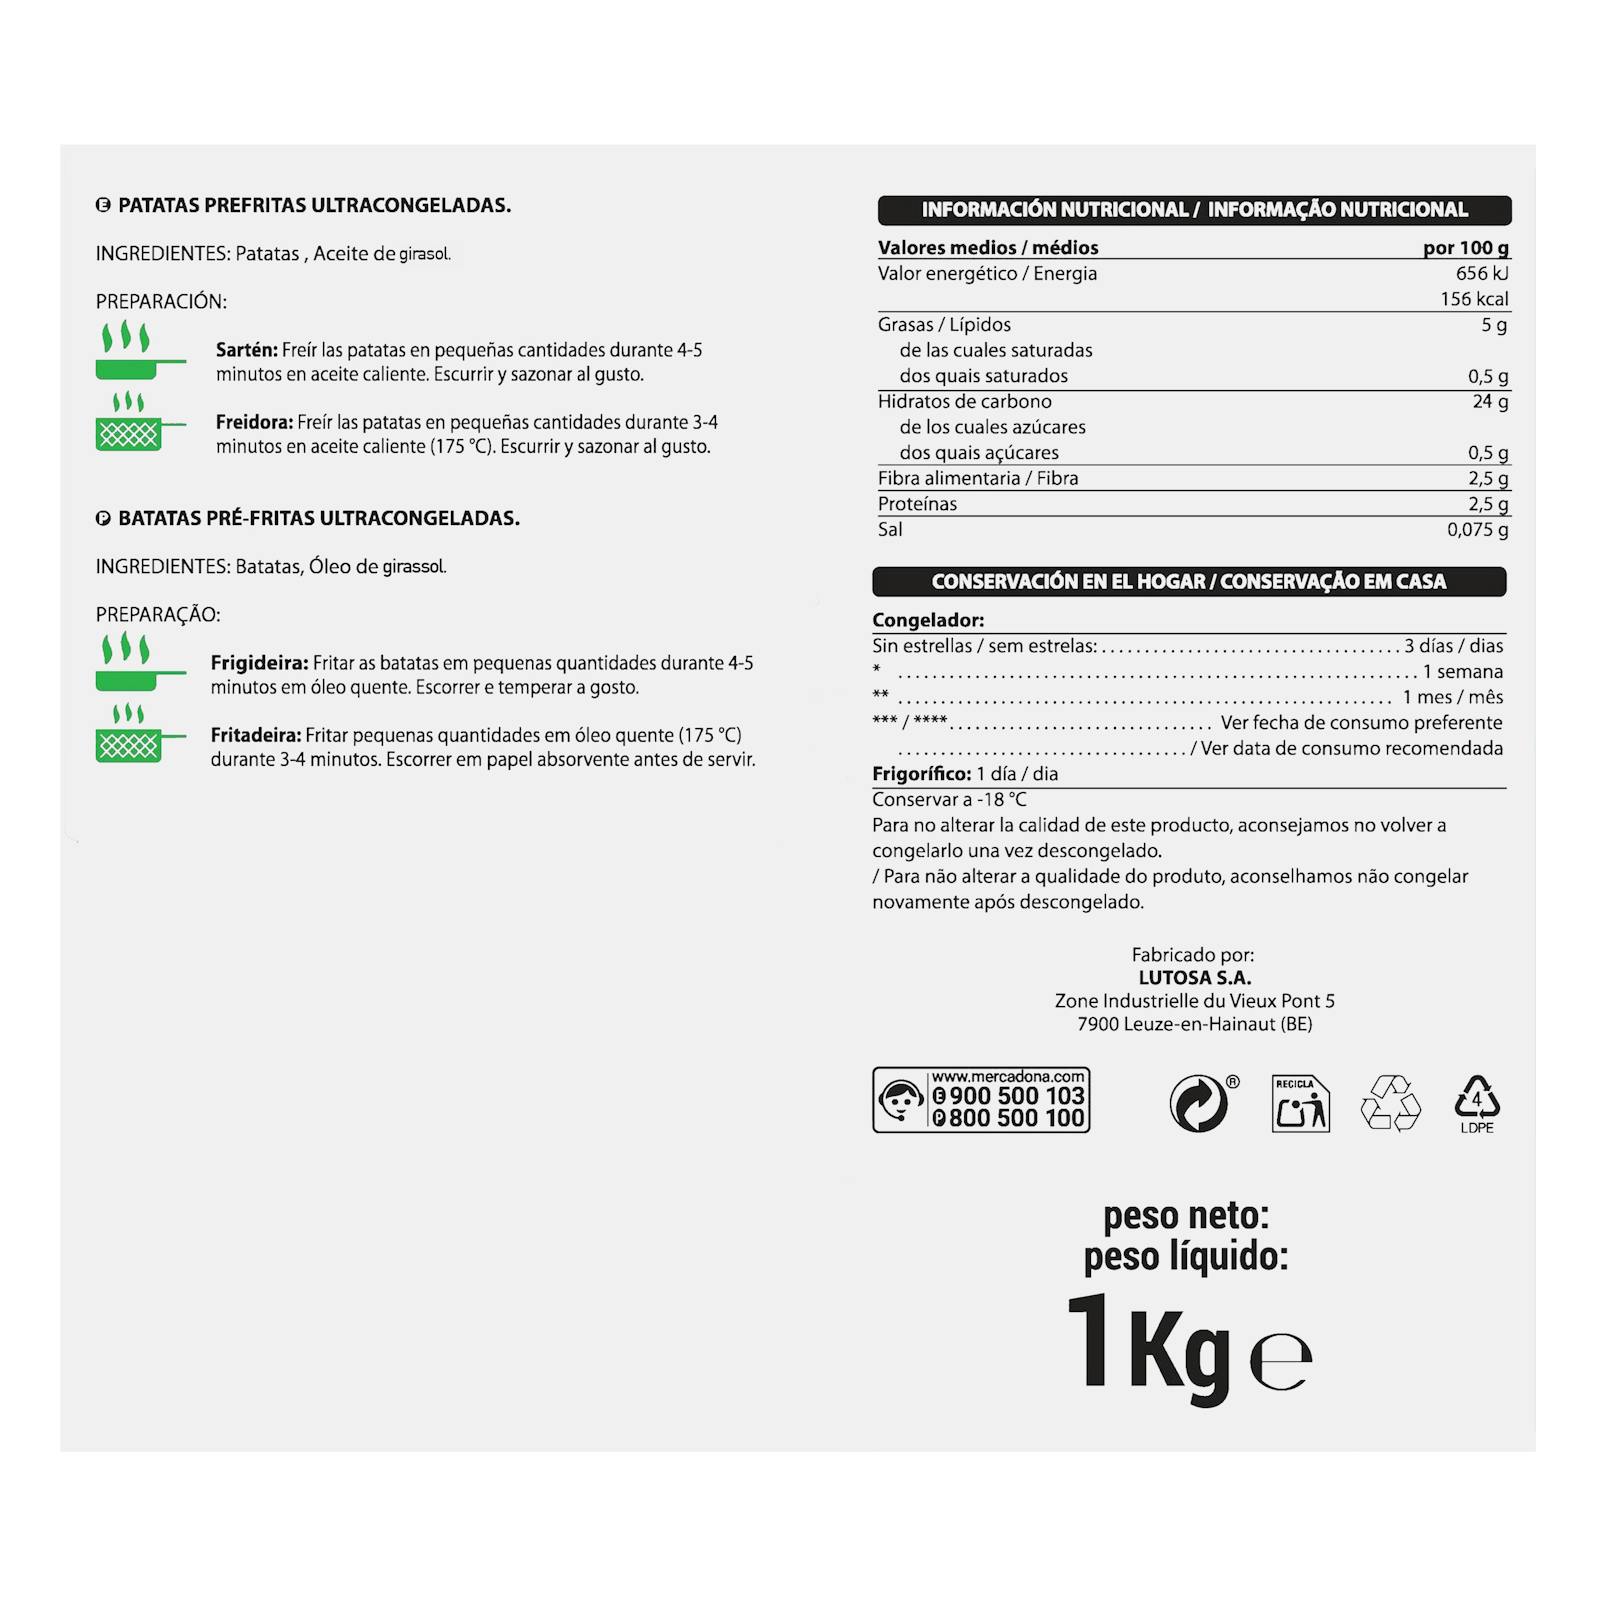 E PATATAS PREFRITAS ULTRACONGELADAS.
INGREDIENTES: Patatas , Aceite de girasol.
PREPARACIÓN:
Sartén: Freír las patatas en pequeñas cantidades durante 4-5
minutos en aceite caliente. Escurrir y sazonar al gusto.
Freidora: Freír las patatas en pequeñas cantidades durante 3-4
minutos en aceite caliente (175 °C). Escurrir y sazonar al gusto.
P BATATAS PRÉ-FRITAS ULTRACONGELADAS.
INGREDIENTES: Batatas, Óleo de girassol.
PREPARAÇÃO:
Frigideira: Fritar as batatas em pequenas quantidades durante 4-5
minutos em óleo quente. Escorrer e temperar a gosto.
Fritadeira: Fritar pequenas quantidades em óleo quente (175 °C)
durante 3-4 minutos. Escorrer em papel absorvente antes de servir.
INFORMACIÓN NUTRICIONAL / INFORMAÇÃO NUTRICIONAL
Valores medios / médios por 100 g
Valor energético / Energia 656 kJ
156 kcal
Grasas / Lípidos 5 g
de las cuales saturadas
dos quais saturados 0,5 g
Hidratos de carbono 24 g
de los cuales azúcares
dos quais açúcares 0,5 g
Fibra alimentaria / Fibra 2,5 g
Proteínas 2,5 g
Sal 0,075 g
CONSERVACIÓN EN EL HOGAR / CONSERVAÇÃO EM CASA
Congelador:
Sin estrellas / sem estrelas: ................................ 3 días / dias
* ........................................................ 1 semana
** ..................................................... 1 mes / mês
*** / ****............................ Ver fecha de consumo preferente
............................... / Ver data de consumo recomendada
Frigorífico: 1 día / dia
Conservar a -18 °C
Para no alterar la calidad de este producto, aconsejamos no volver a
congelarlo una vez descongelado.
/ Para não alterar a qualidade do produto, aconselhamos não congelar
novamente após descongelado.
Fabricado por:
LUTOSA S.A.
Zone Industrielle du Vieux Pont 5
7900 Leuze-en-Hainaut (BE)
www.mercadona.com
E 900 500 103
P 800 500 100
®
RECICLA
4
LDPE
peso neto:
peso líquido:
1 Kg e